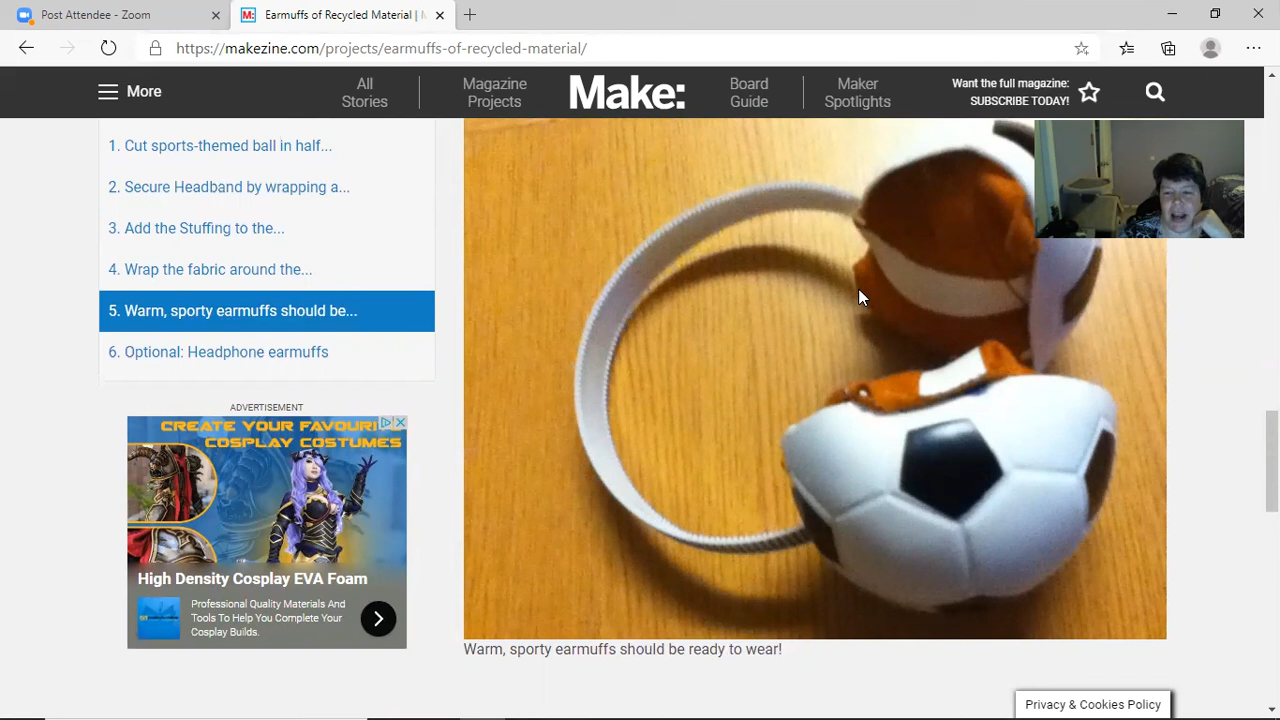 Post Attendee - Zoom
Earmuffs of Recycled Material |
https://makezine.com/projects/earmuffs-of-recycled-material/
More
All Stories
Magazine Projects
Make:
Board Guide
Maker Spotlights
Want the full magazine:
SUBSCRIBE TODAY!
1. Cut sports-themed ball in half...
2. Secure Headband by wrapping a...
3. Add the Stuffing to the...
4. Wrap the fabric around the...
5. Warm, sporty earmuffs should be...
6. Optional: Headphone earmuffs
ADVERTISEMENT
CREATE YOUR FAVOURI
COSPLAY COSTUMES
High Density Cosplay EVA Foam
Professional Quality Materials And
Tools To Help You Complete Your
Cosplay Builds.
Warm, sporty earmuffs should be ready to wear!
Privacy & Cookies Policy